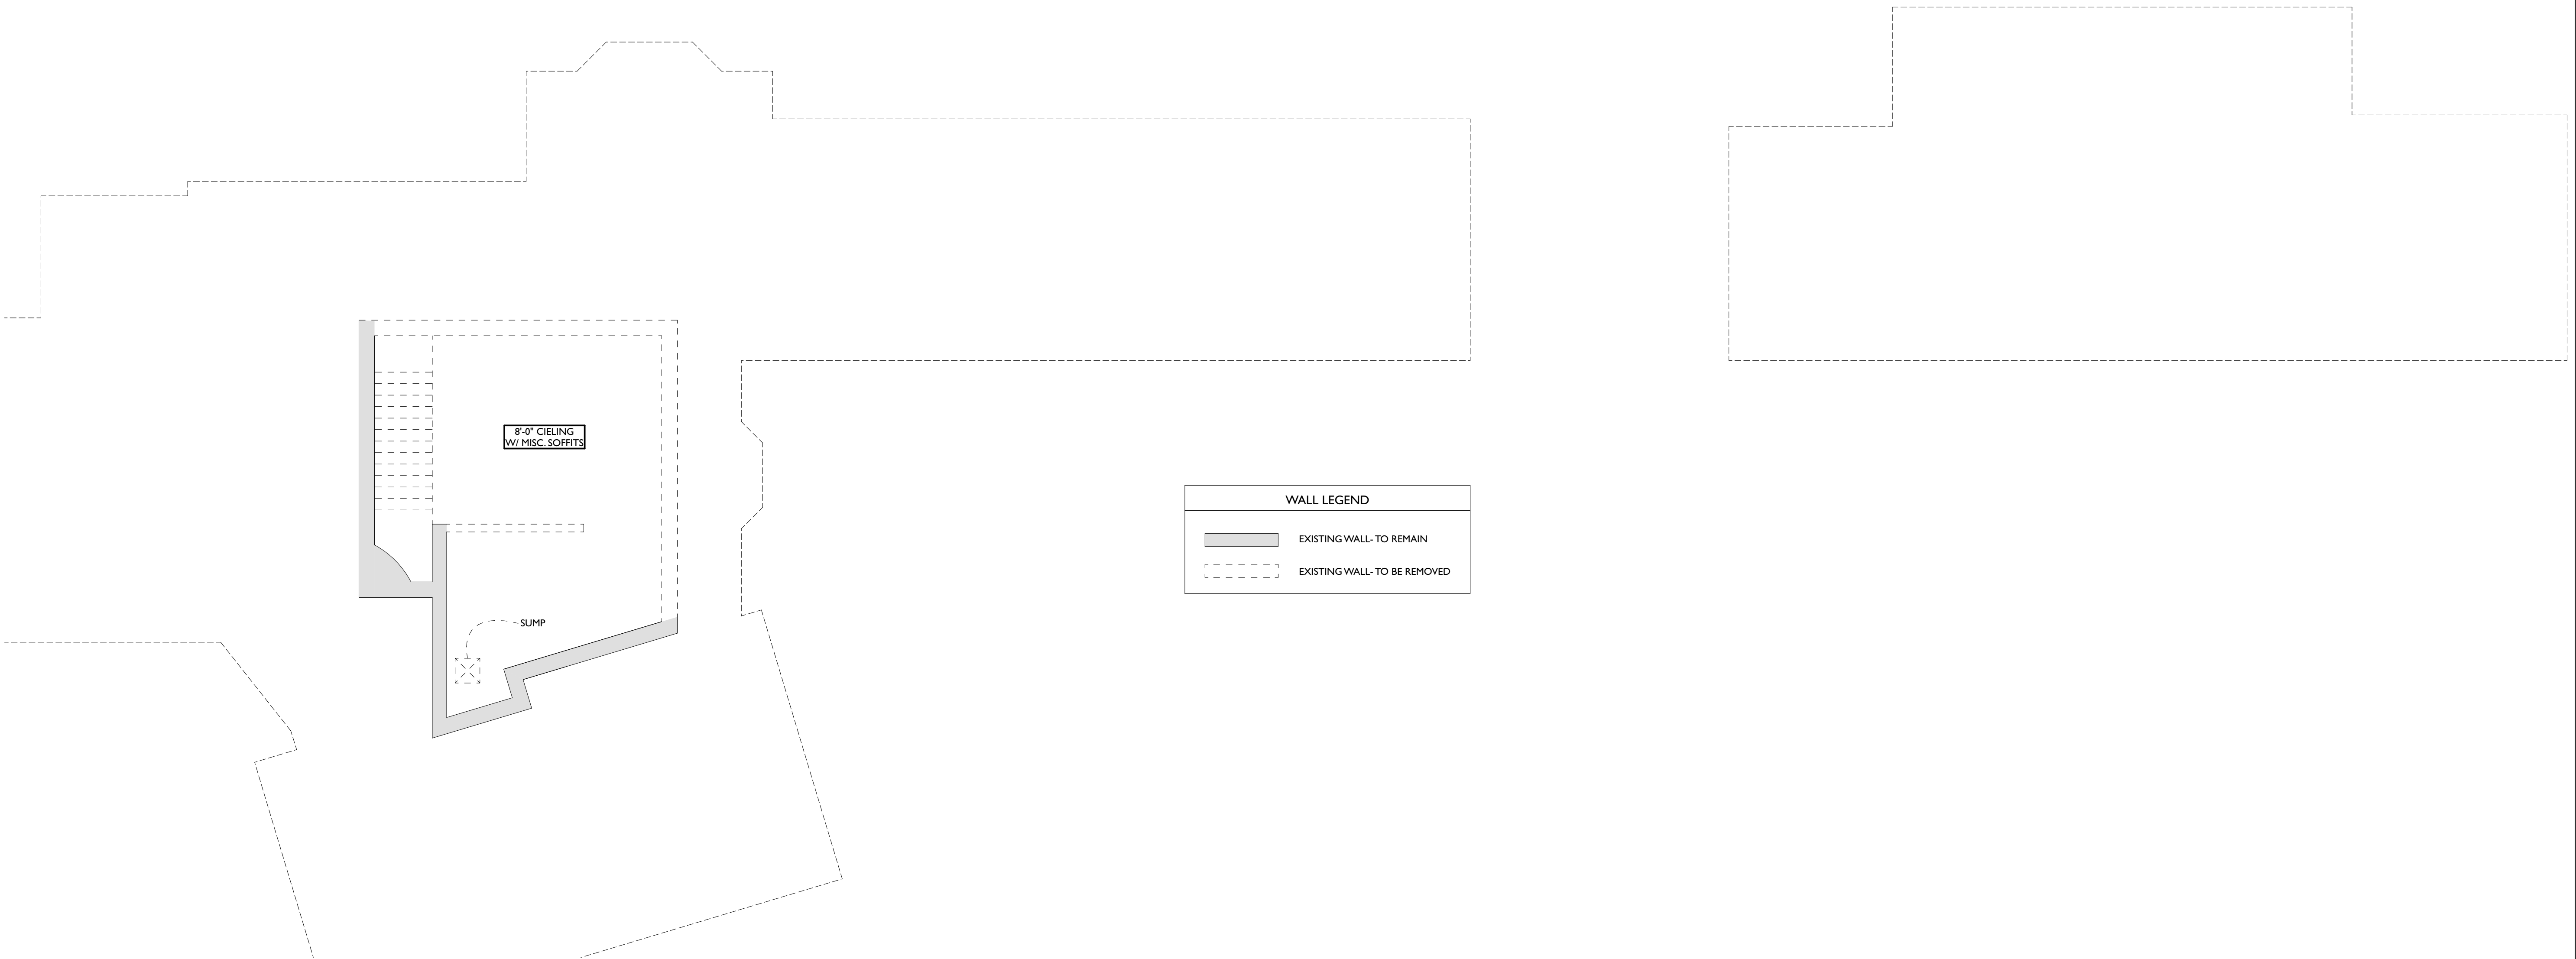 8'-0" CIELING
W/ MISC. SOFFITS
WALL LEGEND
EXISTING WALL- TO REMAIN
EXISTING WALL- TO BE REMOVED
SUMP